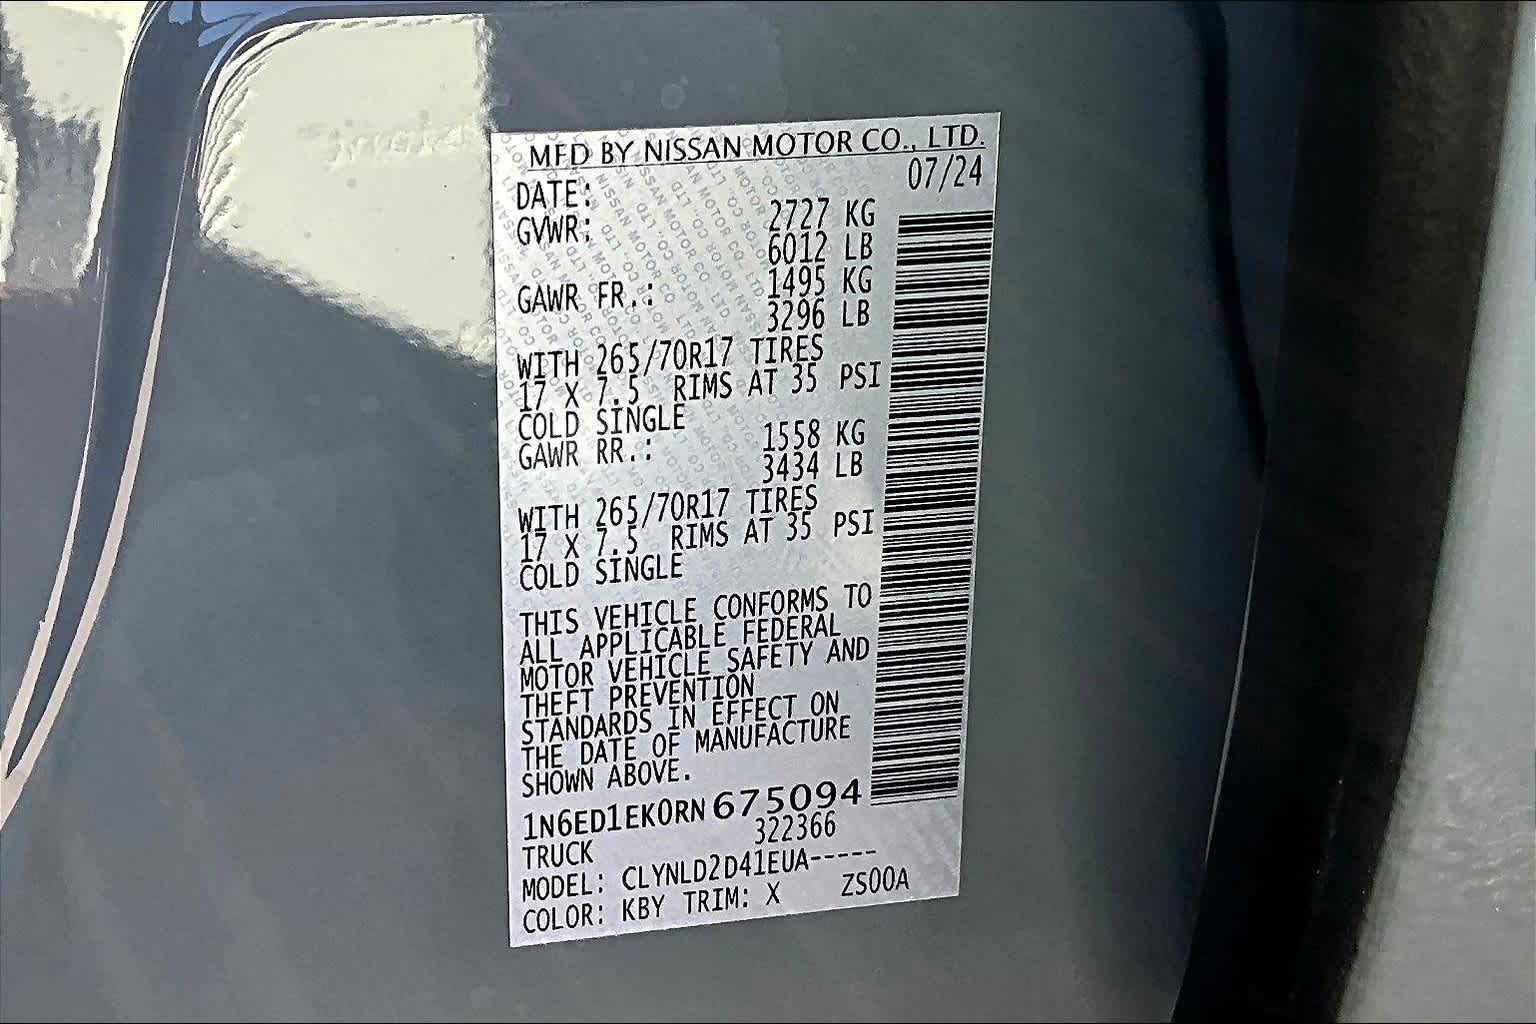 MFD BY NISSAN MOTOR CO., LTD.
DATE: 07/24
GVWR: 2727 KG
6012 LB
GAWR FR.: 1495 KG
3296 LB
WITH 265/70R17 TIRES
17 X 7.5 RIMS AT 35 PSI
COLD SINGLE
GAWR RR.: 1558 KG
3434 LB
WITH 265/70R17 TIRES
17 X 7.5 RIMS AT 35 PSI
COLD SINGLE
THIS VEHICLE CONFORMS TO
ALL APPLICABLE FEDERAL
MOTOR VEHICLE SAFETY AND
THEFT PREVENTION
STANDARDS IN EFFECT ON
THE DATE OF MANUFACTURE
SHOWN ABOVE.
1N6ED1EK0RN675094
322366
TRUCK
MODEL: CLYNLD2D41EUA-----
COLOR: KBY TRIM: X ZS00A